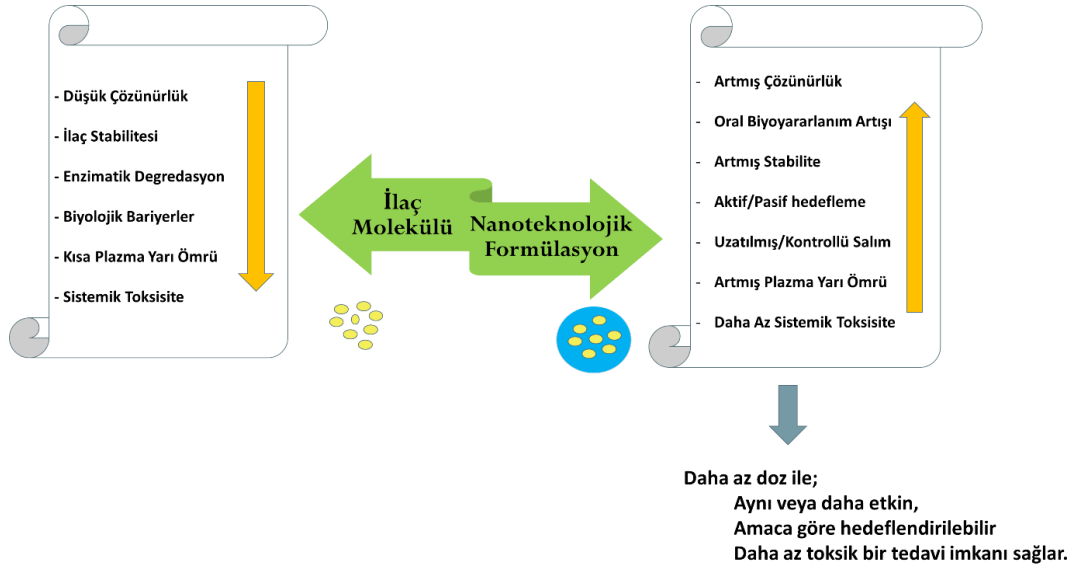 - Düşük Çözünürlük
- İlaç Stabilitesi
- Enzimatik Degredasyon
- Biyolojik Bariyerler
- Kısa Plazma Yarı Ömrü
- Sistemik Toksisite
İlaç
Molekülü
Nanoteknolojik
Formülasyon
- Artmış Çözünürlük
- Oral Biyoyararlanım Artışı
- Artmış Stabilite
- Aktif/Pasif hedefleme
- Uzatılmış/Kontrollü Salım
- Artmış Plazma Yarı Ömrü
- Daha Az Sistemik Toksisite
Daha az doz ile;
Aynı veya daha etkin,
Amaca göre hedeflendirilebilir
Daha az toksik bir tedavi imkanı sağlar.